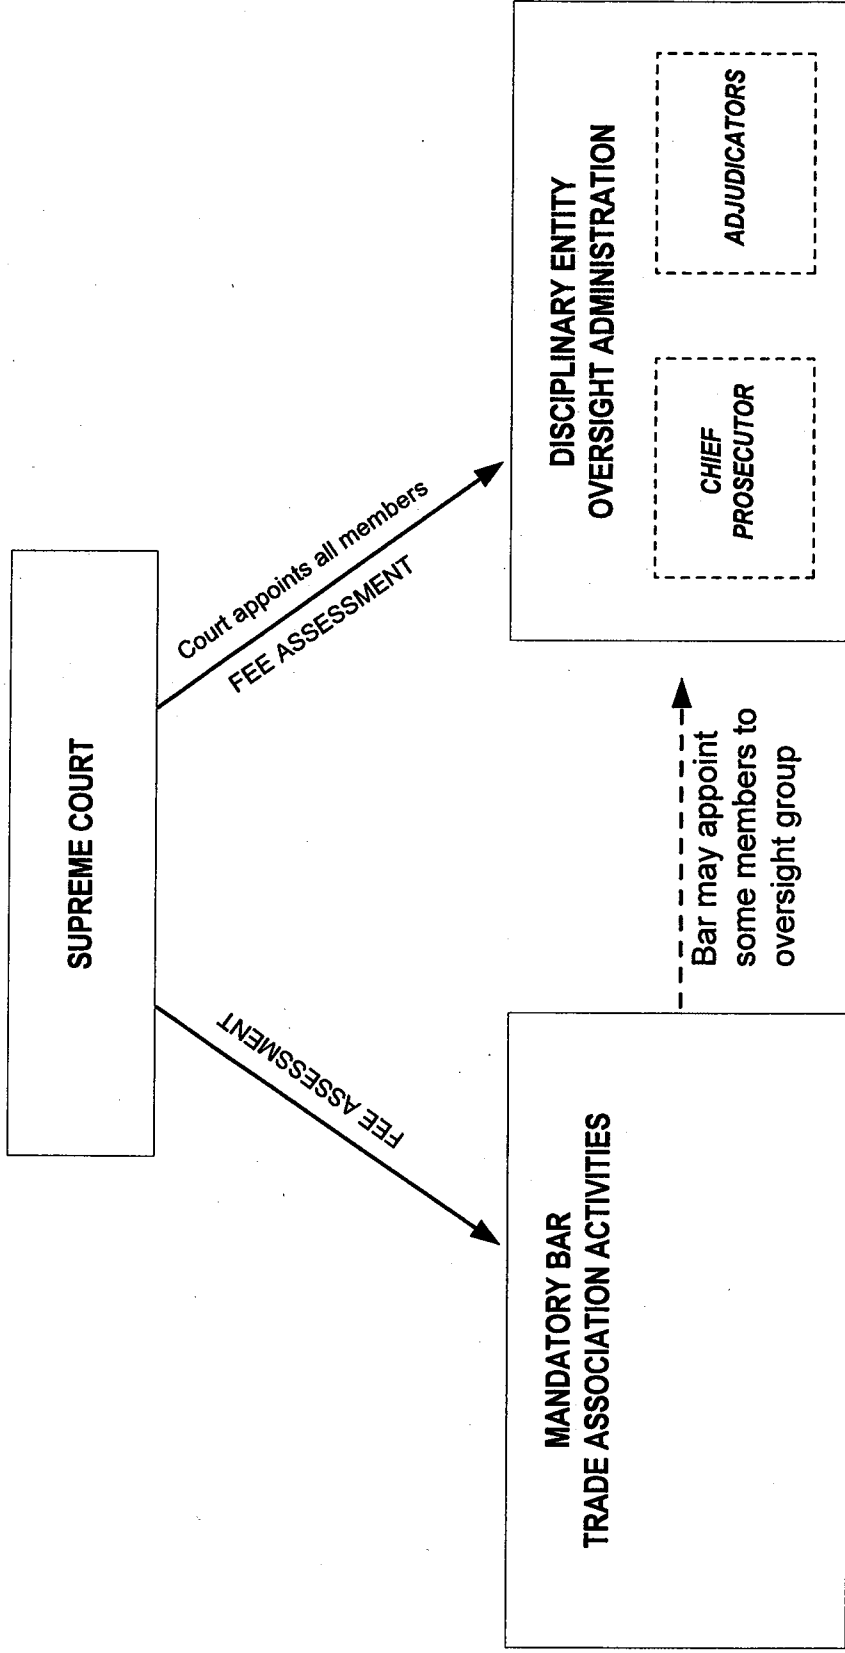 SUPREME COURT
FEE ASSESSMENT
Court appoints all members
FEE ASSESSMENT
MANDATORY BAR
TRADE ASSOCIATION ACTIVITIES
Bar may appoint
some members to
oversight group
DISCIPLINARY ENTITY
OVERSIGHT ADMINISTRATION
CHIEF
PROSECUTOR
ADJUDICATORS